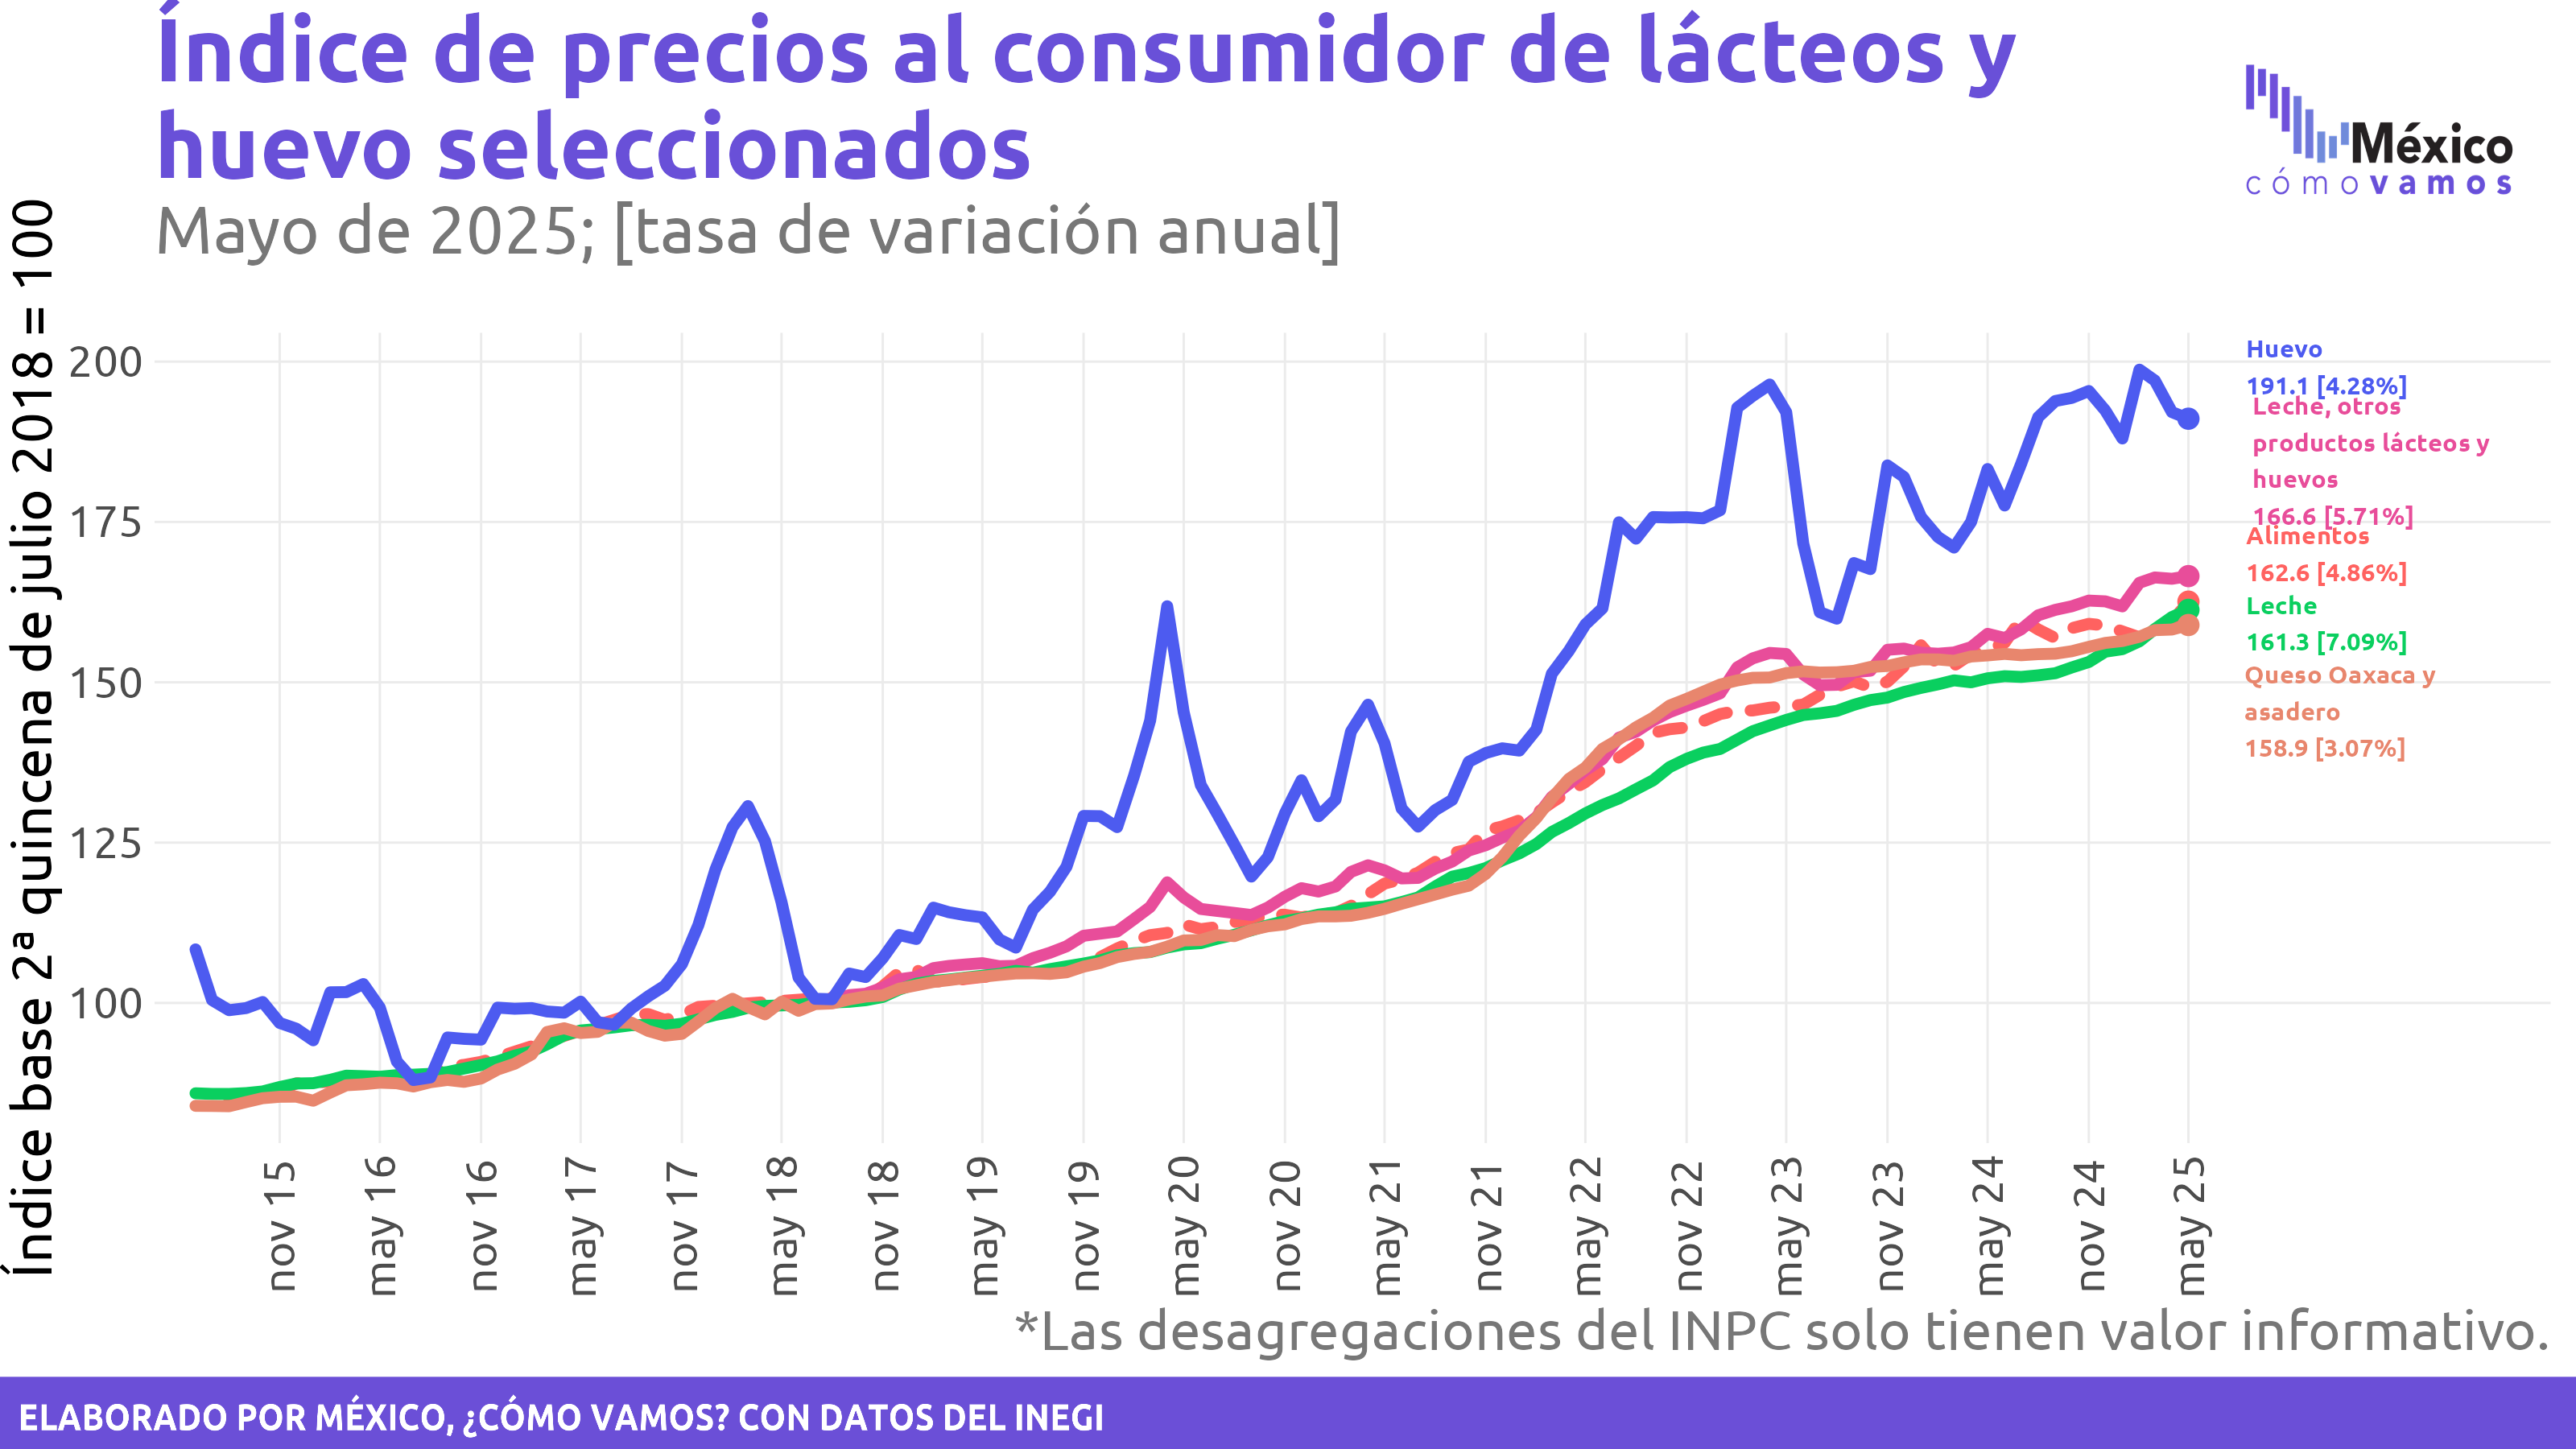 Índice de precios al consumidor de lácteos y
huevo seleccionados
Mayo de 2025; [tasa de variación anual]
México
cómo vamos
Índice base 2ª quincena de julio 2018 = 100
200
175
150
125
100
Huevo
191.1 [4.28%]
Leche, otros
productos lácteos y
huevos
166.6 [5.71%]
Alimentos
162.6 [4.86%]
Leche
161.3 [7.09%]
Queso Oaxaca y
asadero
158.9 [3.07%]
nov 15
may 16
nov 16
may 17
nov 17
may 18
nov 18
may 19
nov 19
may 20
nov 20
may 21
nov 21
may 22
nov 22
may 23
nov 23
may 24
nov 24
may 25
*Las desagregaciones del INPC solo tienen valor informativo.
ELABORADO POR MÉXICO, ¿CÓMO VAMOS? CON DATOS DEL INEGI